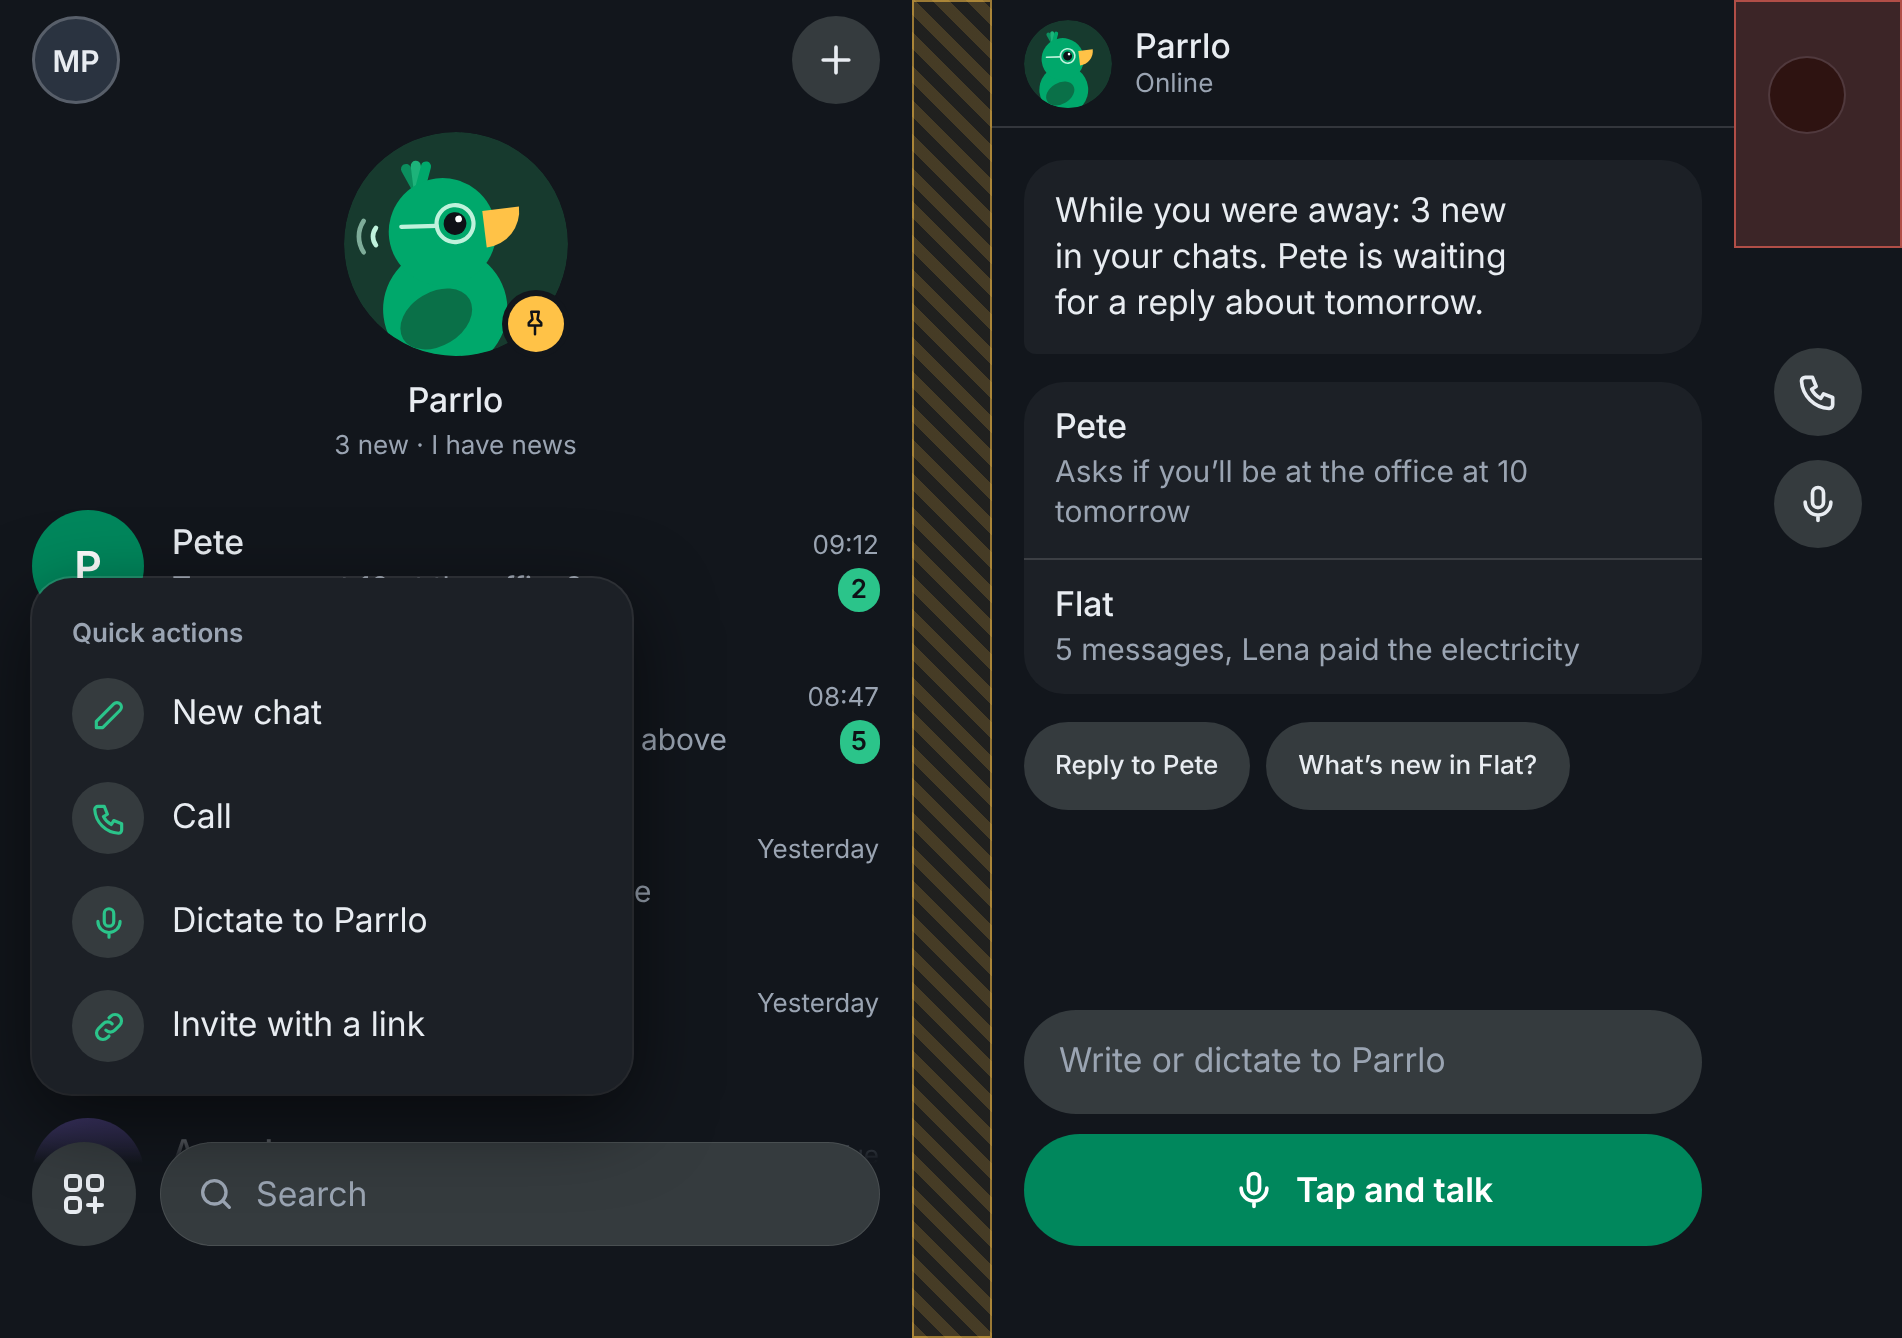 MP
Parrlo
3 new · I have news
Pete
09:12
P
2
08:47
above
5
Yesterday
e
Yesterday
Quick actions
New chat
Call
Dictate to Parrlo
Invite with a link
Search
Parrlo
Online
While you were away: 3 new
in your chats. Pete is waiting
for a reply about tomorrow.
Pete
Asks if you’ll be at the office at 10
tomorrow
Flat
5 messages, Lena paid the electricity
Reply to Pete
What’s new in Flat?
Write or dictate to Parrlo
Tap and talk